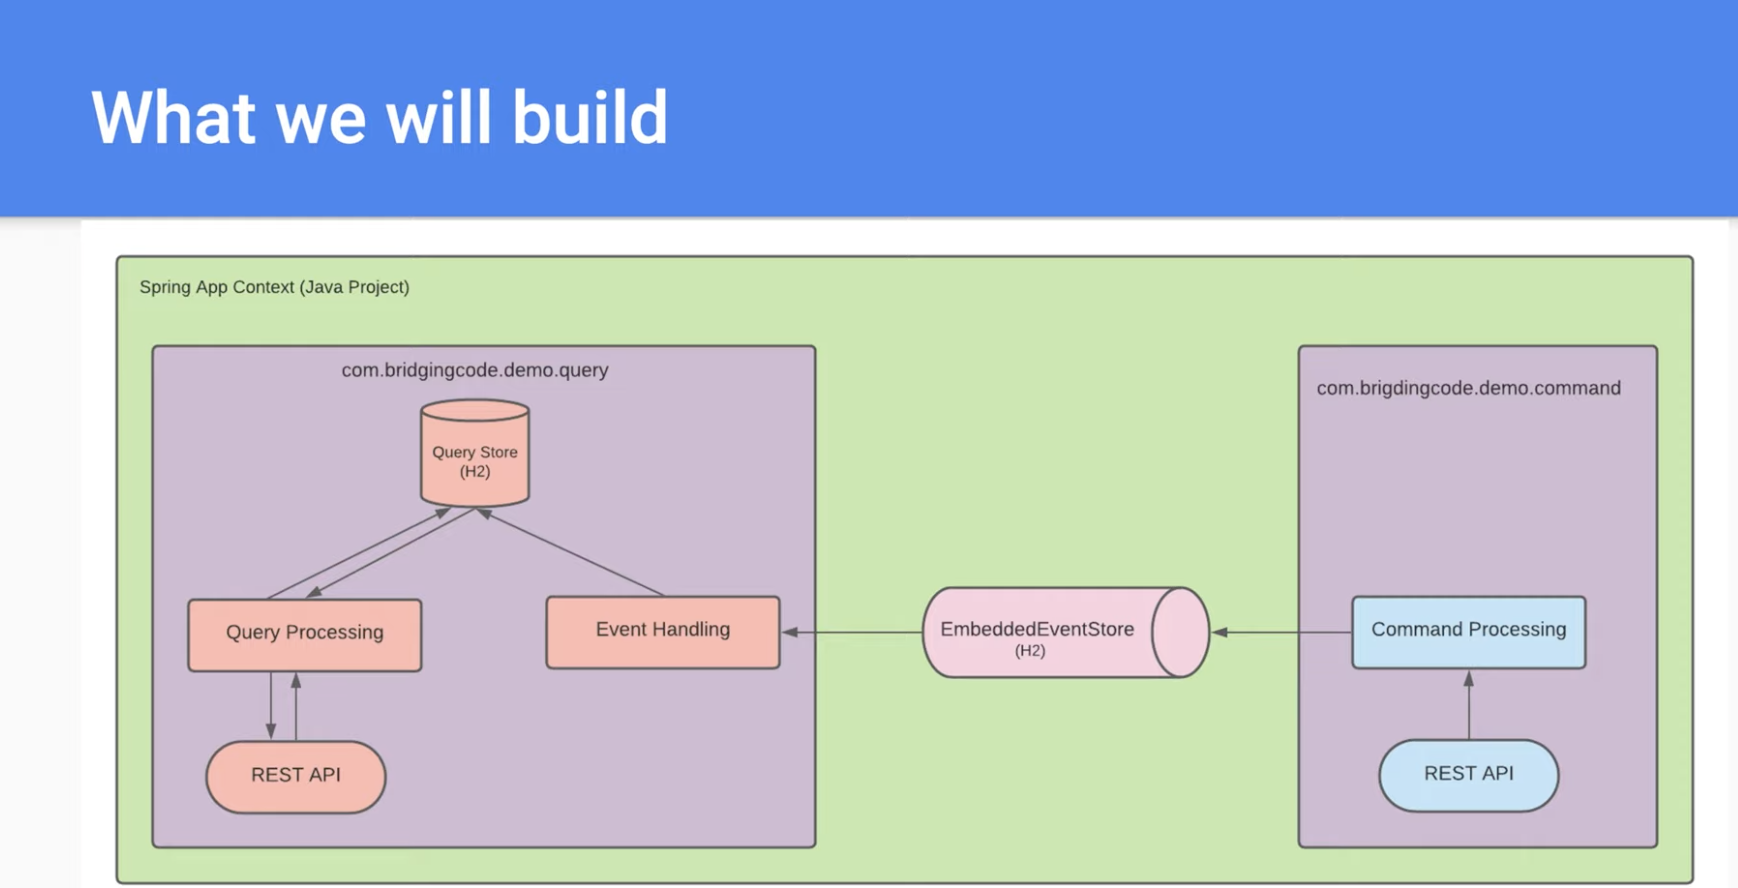 What we will build
Spring App Context (Java Project)
com.bridgingcode.demo.query
Query Store
(H2)
Query Processing
Event Handling
REST API
EmbeddedEventStore
(H2)
com.brigdingcode.demo.command
Command Processing
REST API